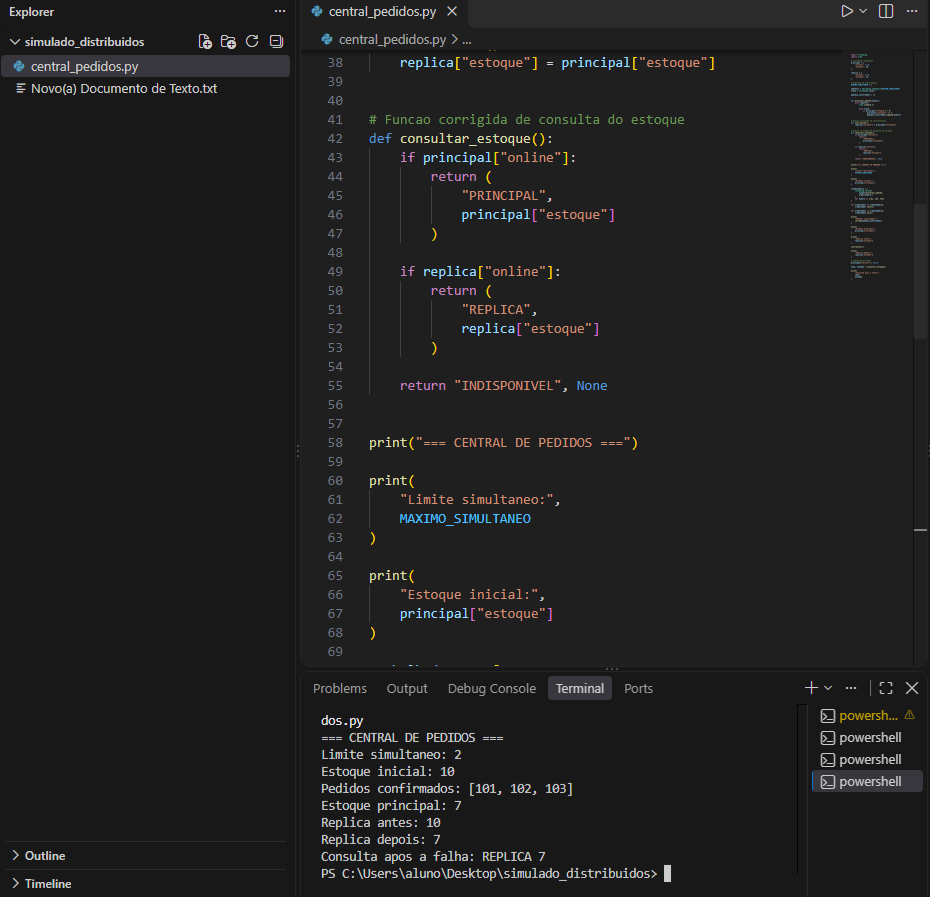 Explorer
simulado_distribuidos
central_pedidos.py
Novo(a) Documento de Texto.txt
Outline
Timeline
central_pedidos.py
central_pedidos.py > ...
38 replica["estoque"] = principal["estoque"]
39
40
41 # Funcao corrigida de consulta do estoque
42 def consultar_estoque():
43 if principal["online"]:
44 return (
45 "PRINCIPAL",
46 principal["estoque"]
47 )
48
49 if replica["online"]:
50 return (
51 "REPLICA",
52 replica["estoque"]
53 )
54
55 return "INDISPONIVEL", None
56
57
58 print("=== CENTRAL DE PEDIDOS ===")
59
60 print(
61 "Limite simultaneo:",
62 MAXIMO_SIMULTANEO
63 )
64
65 print(
66 "Estoque inicial:",
67 principal["estoque"]
68 )
69
Problems Output Debug Console Terminal Ports
dos.py
=== CENTRAL DE PEDIDOS ===
Limite simultaneo: 2
Estoque inicial: 10
Pedidos confirmados: [101, 102, 103]
Estoque principal: 7
Replica antes: 10
Replica depois: 7
Consulta apos a falha: REPLICA 7
PS C:\Users\aluno\Desktop\simulado_distribuidos>
powersh...
powershell
powershell
powershell